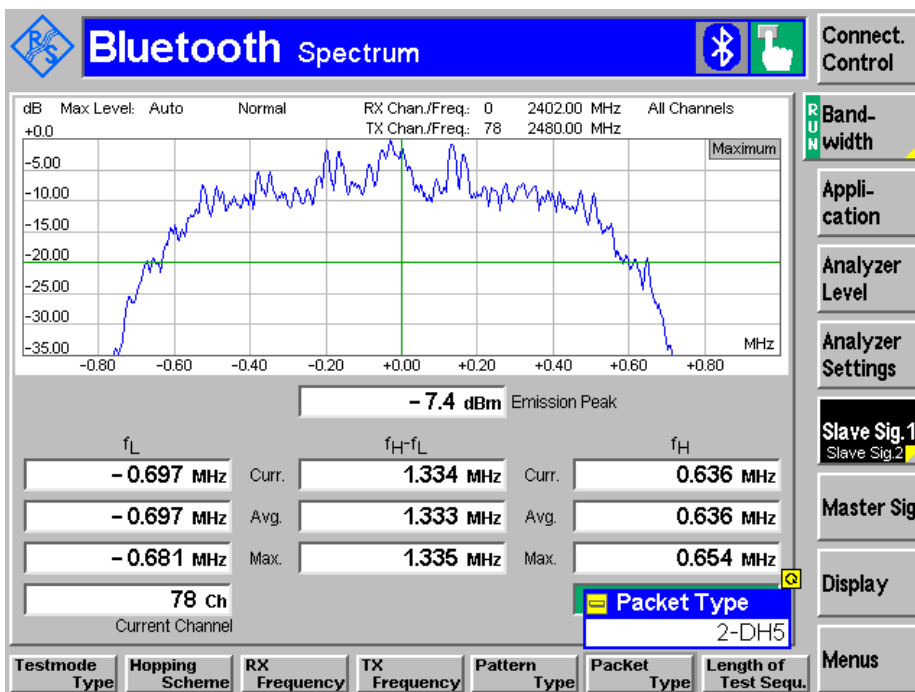 R&S
Bluetooth Spectrum
Connect.
Control
dB Max Level: Auto Normal RX Chan./Freq.: 0 2402.00 MHz All Channels
+0.0 TX Chan./Freq.: 78 2480.00 MHz
Maximum
-5.00
-10.00
-15.00
-20.00
-25.00
-30.00
-35.00
MHz
-0.80 -0.60 -0.40 -0.20 +0.00 +0.20 +0.40 +0.60 +0.80
RUN
Band-
width
Appli-
cation
Analyzer
Level
Analyzer
Settings
Slave Sig.1
Slave Sig.2
Master Sig
Display
Menus
– 7.4 dBm Emission Peak
fL fH-fL fH
– 0.697 MHz Curr. 1.334 MHz Curr. 0.636 MHz
– 0.697 MHz Avg. 1.333 MHz Avg. 0.636 MHz
– 0.681 MHz Max. 1.335 MHz Max. 0.654 MHz
78 Ch
Current Channel
Packet Type
2-DH5
Testmode
Type
Hopping
Scheme
RX
Frequency
TX
Frequency
Pattern
Type
Packet
Type
Length of
Test Sequ.